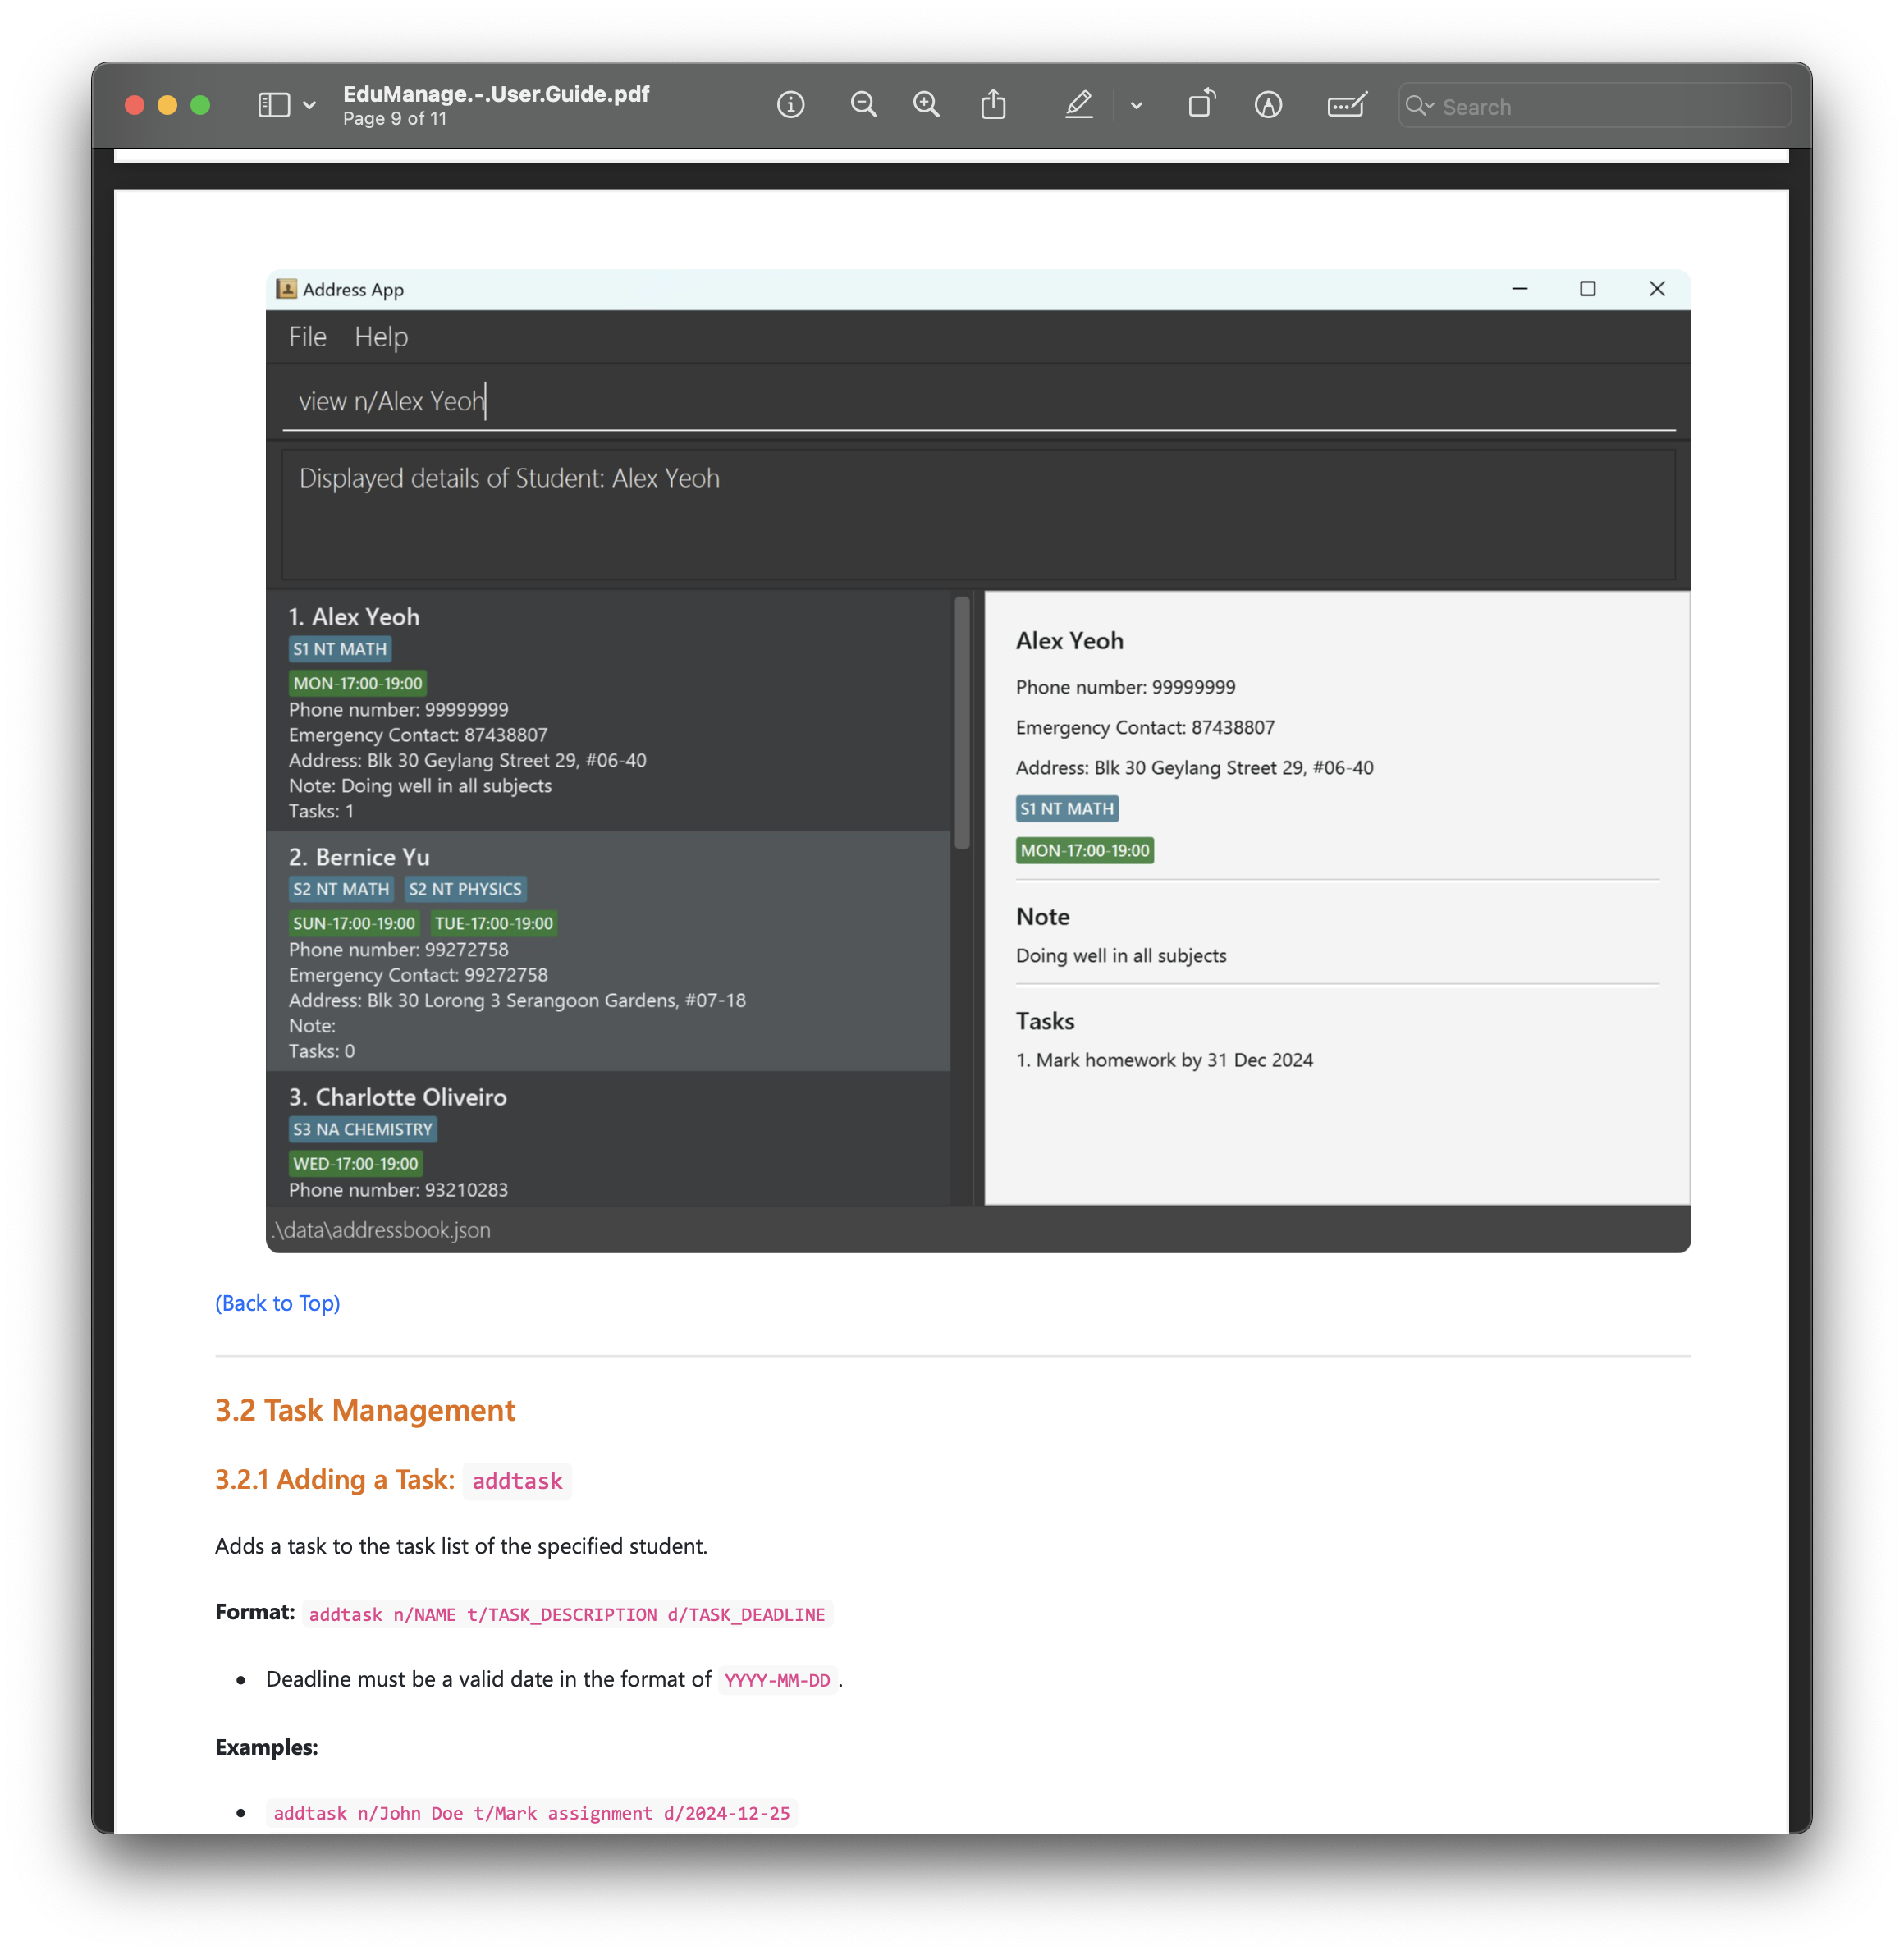 EduManage.-.User.Guide.pdf
Page 9 of 11
Search
Address App
File Help
view n/Alex Yeoh
Displayed details of Student: Alex Yeoh
1. Alex Yeoh
S1 NT MATH
MON-17:00-19:00
Phone number: 99999999
Emergency Contact: 87438807
Address: Blk 30 Geylang Street 29, #06-40
Note: Doing well in all subjects
Tasks: 1
2. Bernice Yu
S2 NT MATH S2 NT PHYSICS
SUN-17:00-19:00 TUE-17:00-19:00
Phone number: 99272758
Emergency Contact: 99272758
Address: Blk 30 Lorong 3 Serangoon Gardens, #07-18
Note:
Tasks: 0
3. Charlotte Oliveiro
S3 NA CHEMISTRY
WED-17:00-19:00
Phone number: 93210283
Alex Yeoh
Phone number: 99999999
Emergency Contact: 87438807
Address: Blk 30 Geylang Street 29, #06-40
S1 NT MATH
MON-17:00-19:00
Note
Doing well in all subjects
Tasks
1. Mark homework by 31 Dec 2024
.\data\addressbook.json
(Back to Top)
3.2 Task Management
3.2.1 Adding a Task: addtask
Adds a task to the task list of the specified student.
Format: addtask n/NAME t/TASK_DESCRIPTION d/TASK_DEADLINE
• Deadline must be a valid date in the format of YYYY-MM-DD .
Examples:
• addtask n/John Doe t/Mark assignment d/2024-12-25